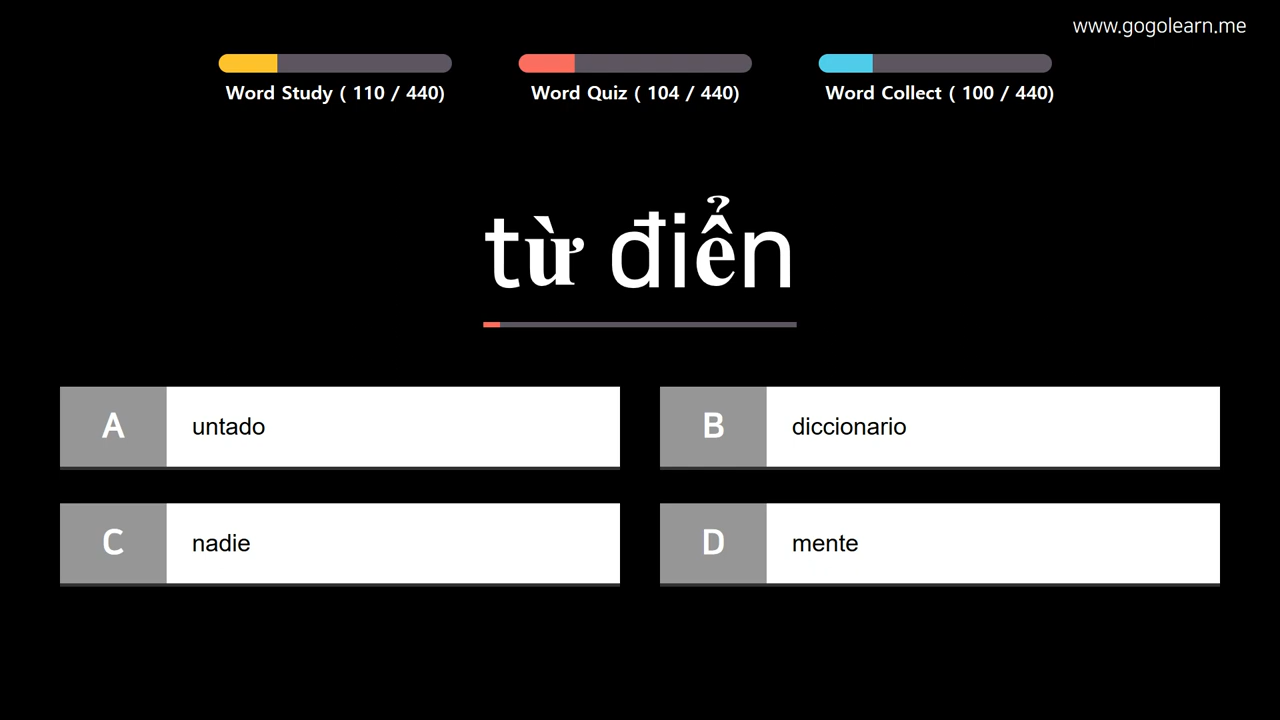 www.gogolearn.me
Word Study ( 110 / 440)
Word Quiz ( 104 / 440)
Word Collect ( 100 / 440)
từ điển
A untado
B diccionario
C nadie
D mente